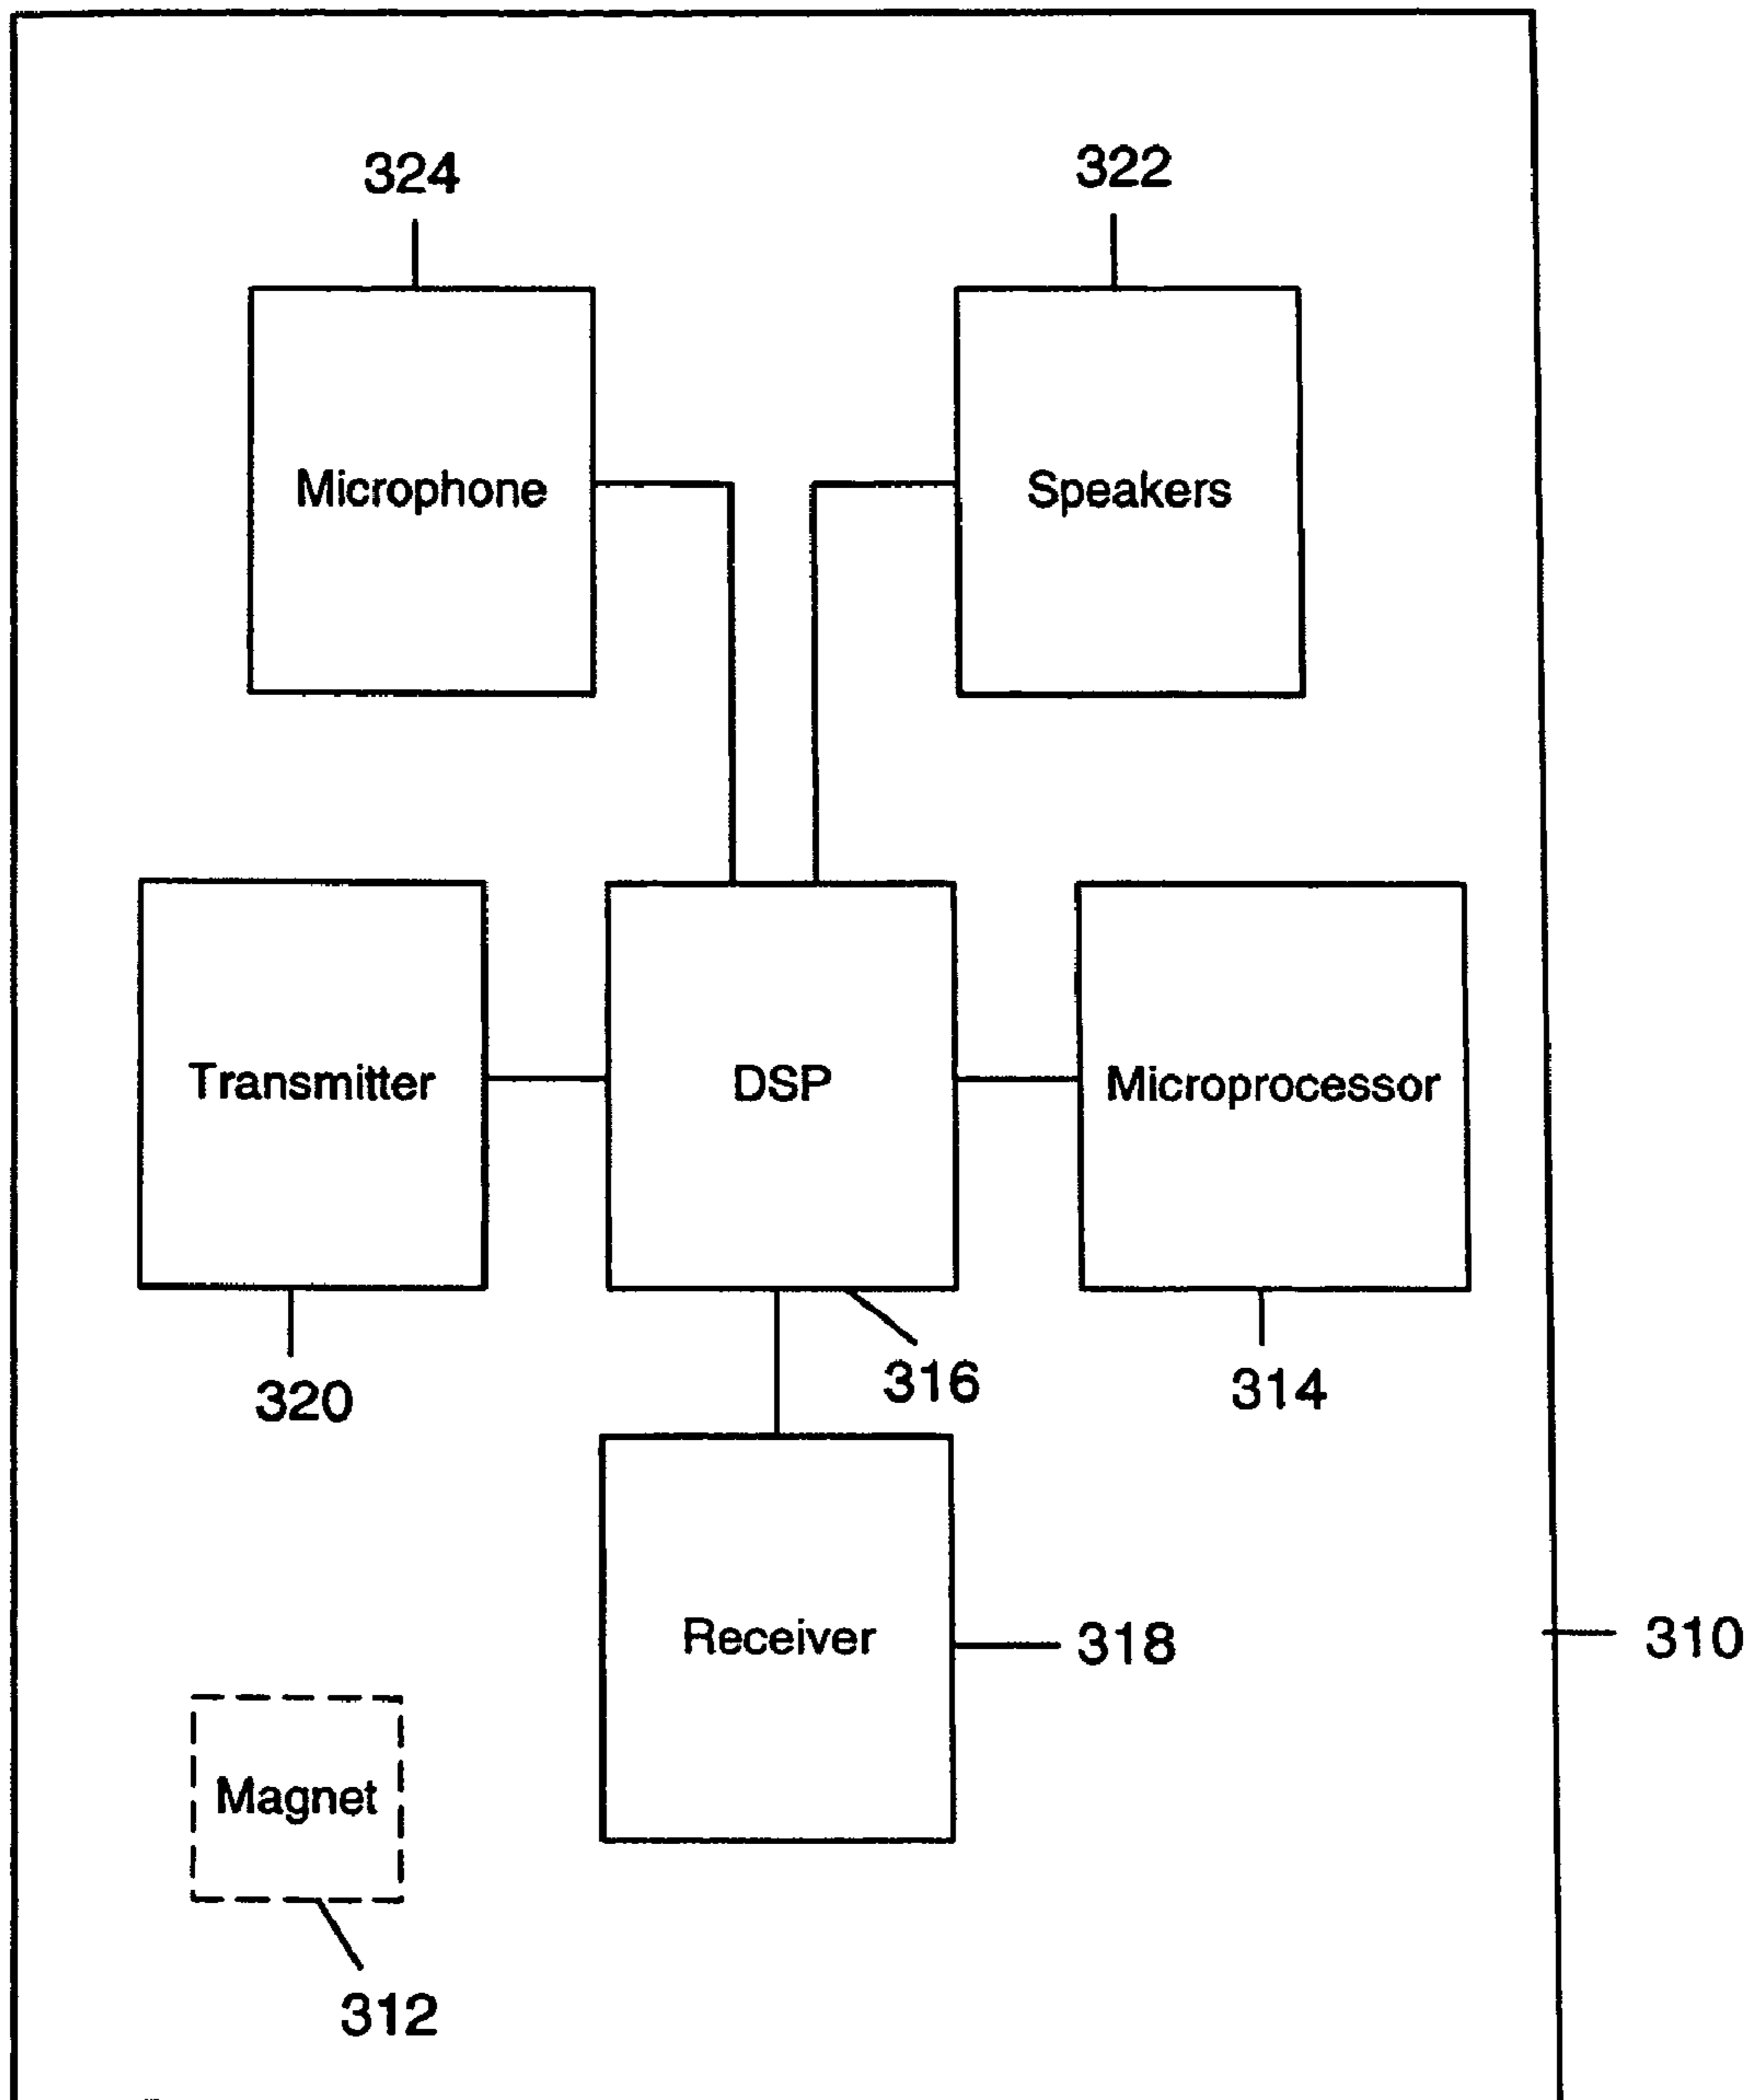 324
322
Microphone
Speakers
Transmitter
DSP
Microprocessor
320
316
314
Receiver
318
310
Magnet
312